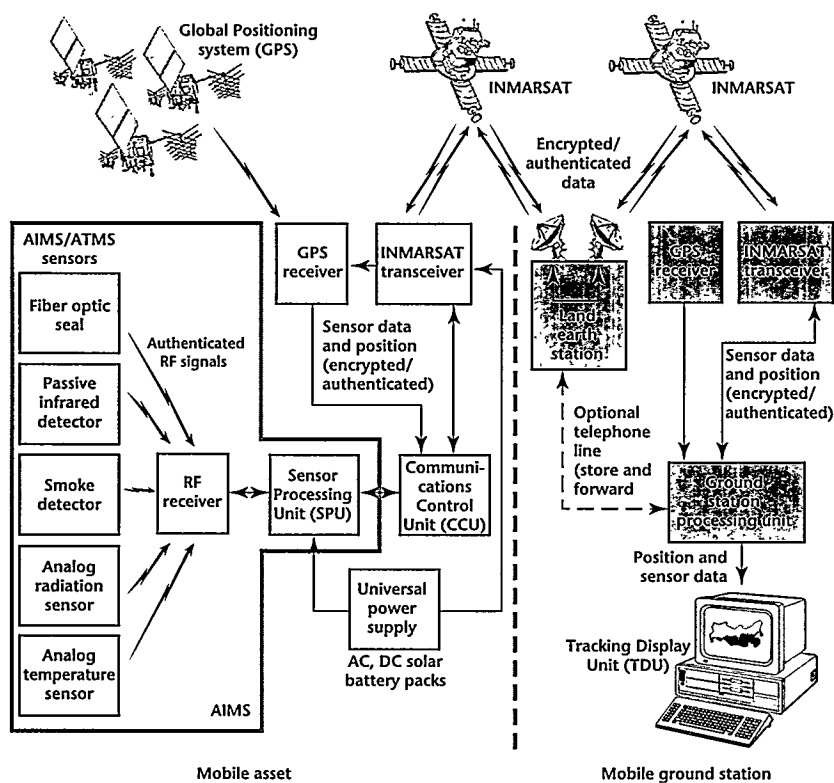 Global Positioning
system (GPS)
INMARSAT
INMARSAT
Encrypted/
authenticated
data
AIMS/ATMS
sensors
Fiber optic
seal
Passive
infrared
detector
Smoke
detector
Analog
radiation
sensor
Analog
temperature
sensor
Authenticated
RF signals
RF
receiver
AIMS
GPS
receiver
INMARSAT
transceiver
Sensor data
and position
(encrypted/
authenticated)
Sensor
Processing
Unit (SPU)
Communi-
cations
Control
Unit (CCU)
Universal
power
supply
AC, DC solar
battery packs
Land
earth
station
GPS
receiver
INMARSAT
transceiver
Sensor data
and position
(encrypted
/authenticated)
Optional
telephone
line
(store and
forward
Ground
station
processing unit
Position and
sensor data
Tracking Display
Unit (TDU)
Mobile asset
Mobile ground station